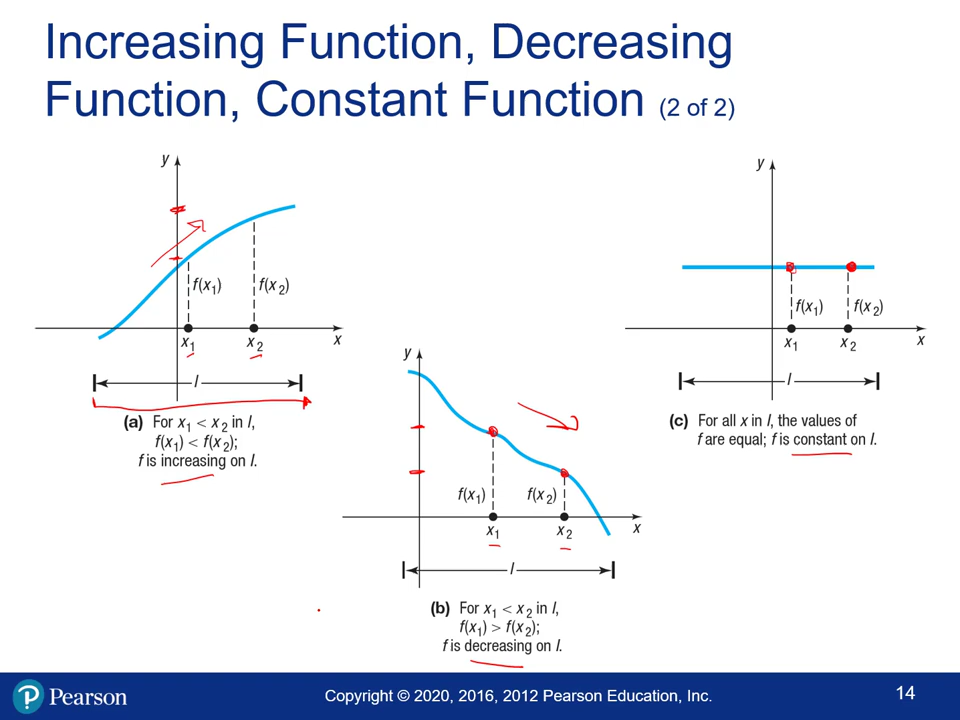 Increasing Function, Decreasing
Function, Constant Function (2 of 2)
y
f(x₁)
f(x₂)
x₁
x₂
x
I
(a) For x₁ < x₂ in I,
f(x₁) < f(x₂);
f is increasing on I.
y
f(x₁)
f(x₂)
x₁
x₂
x
I
(b) For x₁ < x₂ in I,
f(x₁) > f(x₂);
f is decreasing on I.
y
f(x₁)
f(x₂)
x₁
x₂
x
I
(c) For all x in I, the values of
f are equal; f is constant on I.
P Pearson
Copyright © 2020, 2016, 2012 Pearson Education, Inc.
14